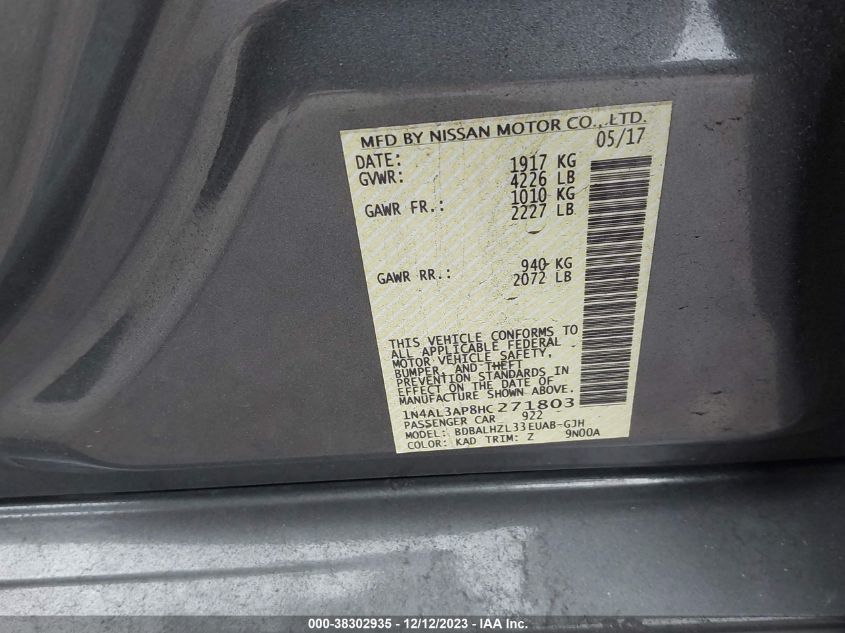 MFD BY NISSAN MOTOR CO.,LTD.
DATE: 05/17
GVWR: 1917 KG
4226 LB
GAWR FR.: 1010 KG
2227 LB
GAWR RR.: 940 KG
2072 LB
THIS VEHICLE CONFORMS TO
ALL APPLICABLE FEDERAL
MOTOR VEHICLE SAFETY,
BUMPER, AND THEFT
PREVENTION STANDARDS IN
EFFECT ON THE DATE OF
MANUFACTURE SHOWN ABOVE.
1N4AL3AP8HC271803
PASSENGER CAR 922
MODEL: BDBALHZL33EUAB-GJH
COLOR: KAD TRIM: Z 9N00A
000-38302935 - 12/12/2023 - IAA Inc.